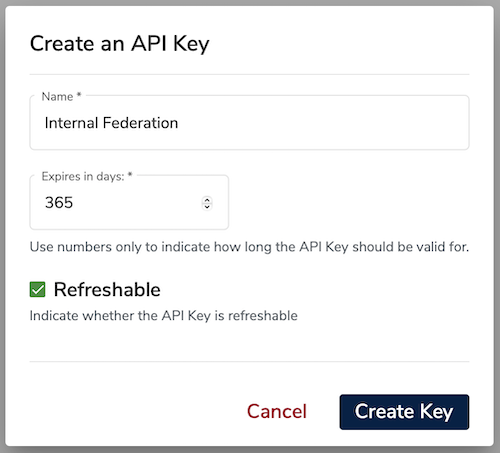 Create an API Key
Name *
Internal Federation
Expires in days: *
365
Use numbers only to indicate how long the API Key should be valid for.
Refreshable
Indicate whether the API Key is refreshable
Cancel
Create Key